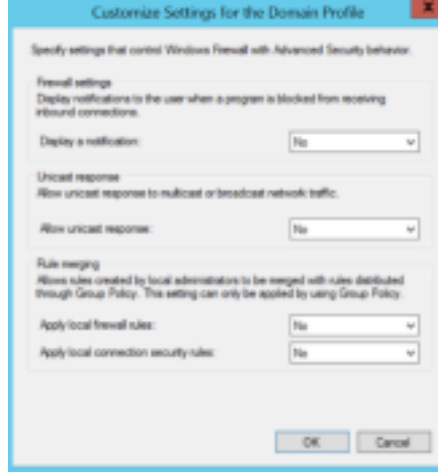 Customize Settings for the Domain Profile
x
Specify settings that control Windows Firewall with Advanced Security behavior.
Firewall settings
Display notifications to the user when a program is blocked from receiving
inbound connections.
Display a notification: No
Unicast response
Allow unicast response to multicast or broadcast network traffic.
Allow unicast response: No
Rule merging
Allows rules created by local administrators to be merged with rules distributed
through Group Policy. This setting can only be applied by using Group Policy.
Apply local firewall rules: No
Apply local connection security rules: No
OK Cancel